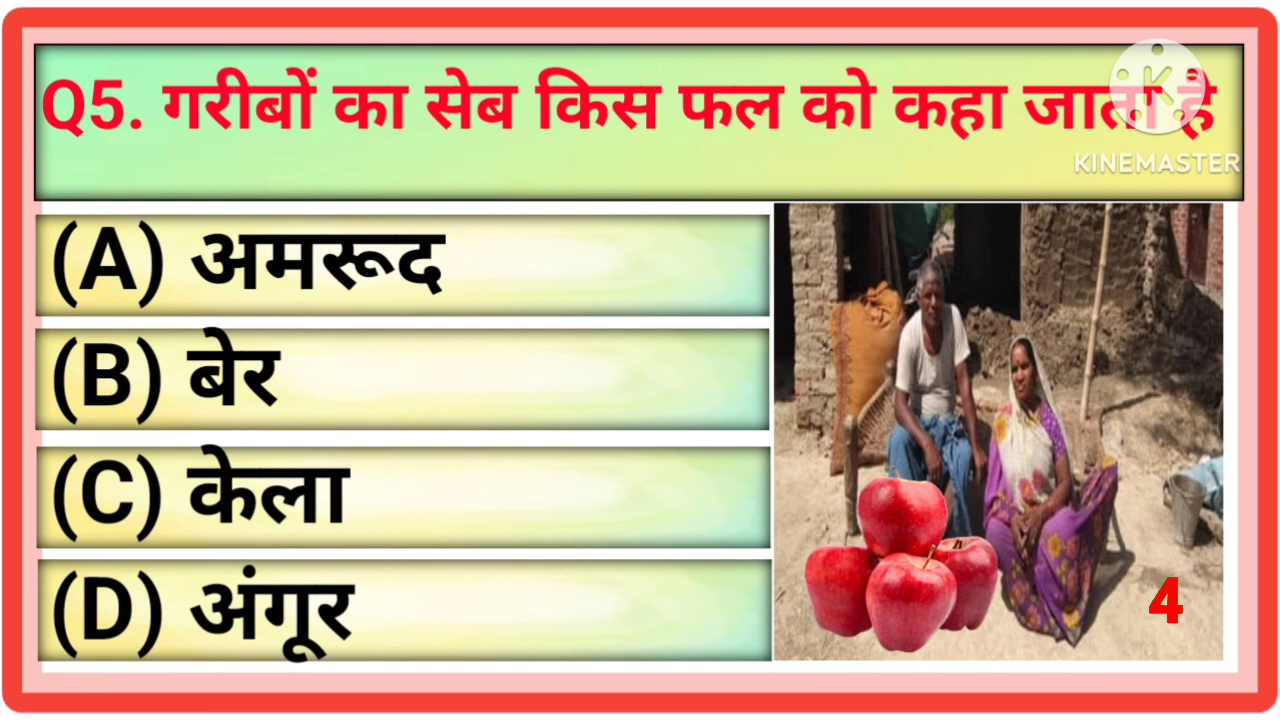 Q5. गरीबों का सेब किस फल को कहा जाता है
KINEMASTER
(A) अमरूद
(B) बेर
(C) केला
(D) अंगूर
4